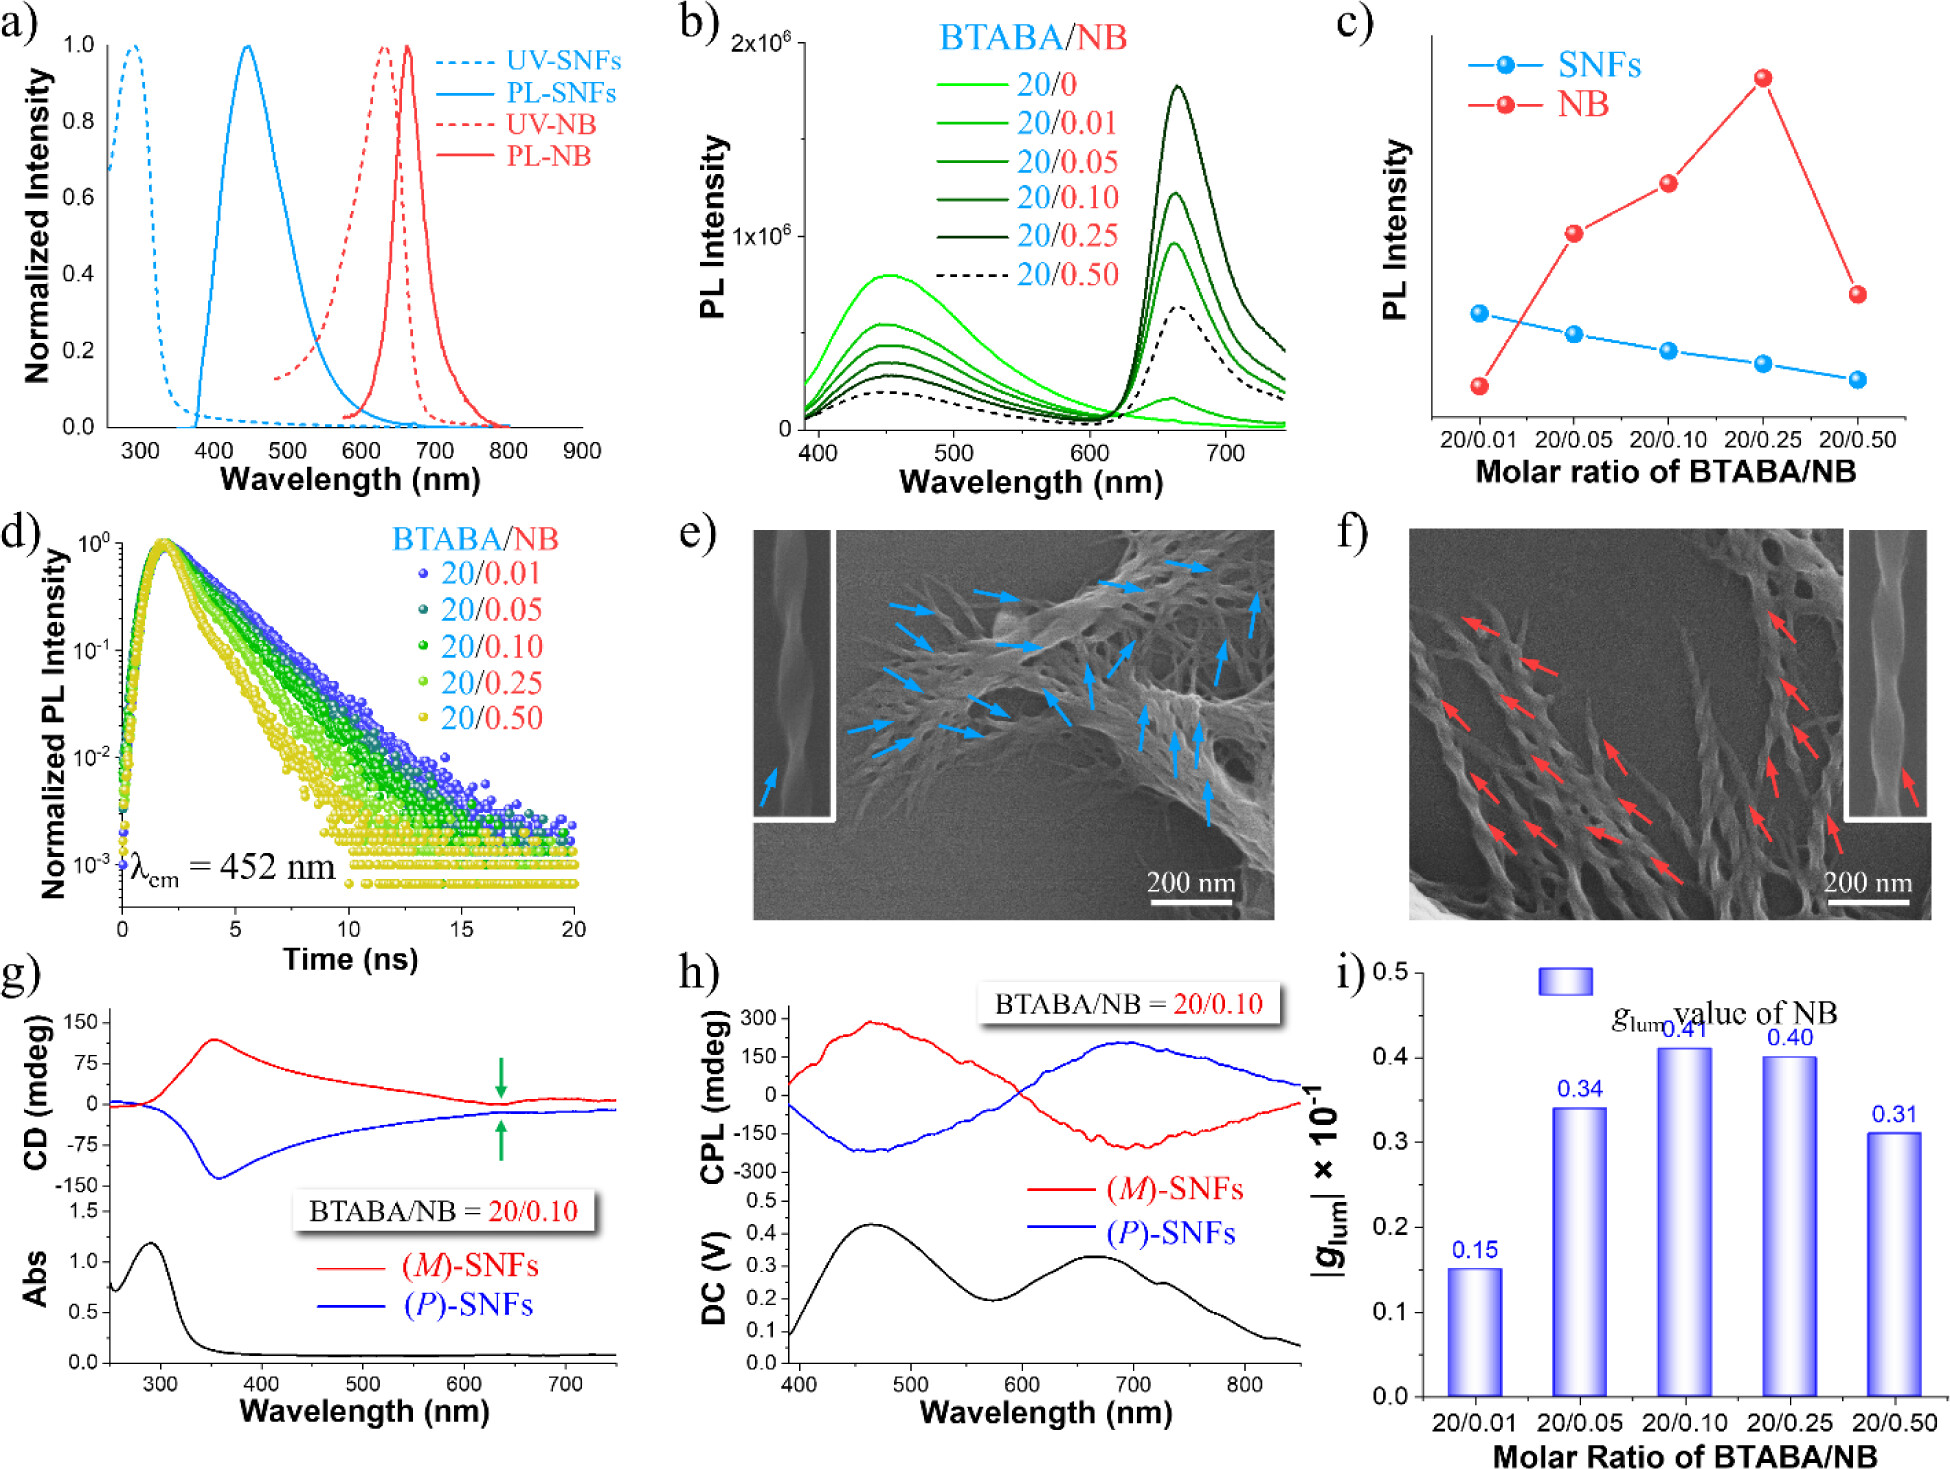 a)
1.0
0.8
0.6
0.4
0.2
0.0
Normalized Intensity
UV-SNFs
PL-SNFs
UV-NB
PL-NB
300 400 500 600 700 800 900
Wavelength (nm)
b)
2x10⁶
1x10⁶
0
PL Intensity
BTABA/NB
20/0
20/0.01
20/0.05
20/0.10
20/0.25
20/0.50
400 500 600 700
Wavelength (nm)
c)
PL Intensity
SNFs
NB
20/0.01 20/0.05 20/0.10 20/0.25 20/0.50
Molar ratio of BTABA/NB
d)
10⁰
10⁻¹
10⁻²
10⁻³
Normalized PL Intensity
BTABA/NB
20/0.01
20/0.05
20/0.10
20/0.25
20/0.50
λem = 452 nm
0 5 10 15 20
Time (ns)
e)
200 nm
f)
200 nm
g)
150
75
0
-75
-150
CD (mdeg)
BTABA/NB = 20/0.10
1.5
1.0
0.5
0.0
Abs
(M)-SNFs
(P)-SNFs
300 400 500 600 700
Wavelength (nm)
h)
BTABA/NB = 20/0.10
300
150
0
-150
-300
CPL (mdeg)
(M)-SNFs
(P)-SNFs
0.5
0.4
0.3
0.2
0.1
0.0
DC (V)
400 500 600 700 800
Wavelength (nm)
i)
0.5
0.4
0.3
0.2
0.1
0.0
|glum| × 10⁻¹
glum value of NB
0.15
0.34
0.41
0.40
0.31
20/0.01 20/0.05 20/0.10 20/0.25 20/0.50
Molar Ratio of BTABA/NB